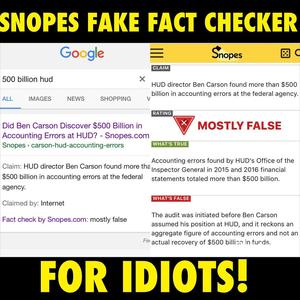 SNOPES FAKE FACT CHECKER
Google
500 billion hud
ALL IMAGES NEWS SHOPPING V
Did Ben Carson Discover $500 Billion in
Accounting Errors at HUD? - Snopes.com
Snopes - carson-hud-accounting-errors
Claim: HUD director Ben Carson found more tha
$500 billion in accounting errors at the federal
agency.
Claimed by: Internet
Fact check by Snopes.com: mostly false
Snopes
CLAIM
HUD director Ben Carson found more than $500
billion in accounting errors at the federal agency.
RATING
MOSTLY FALSE
WHAT'S TRUE
Accounting errors found by HUD's Office of the
Inspector General in 2015 and 2016 financial
statements totaled more than $500 billion.
WHAT'S FALSE
The audit was initiated before Ben Carson
assumed his position at HUD, and it reckons an
aggregate figure of accounting errors and not an
actual recovery of $500 billion in funds.
FOR IDIOTS!